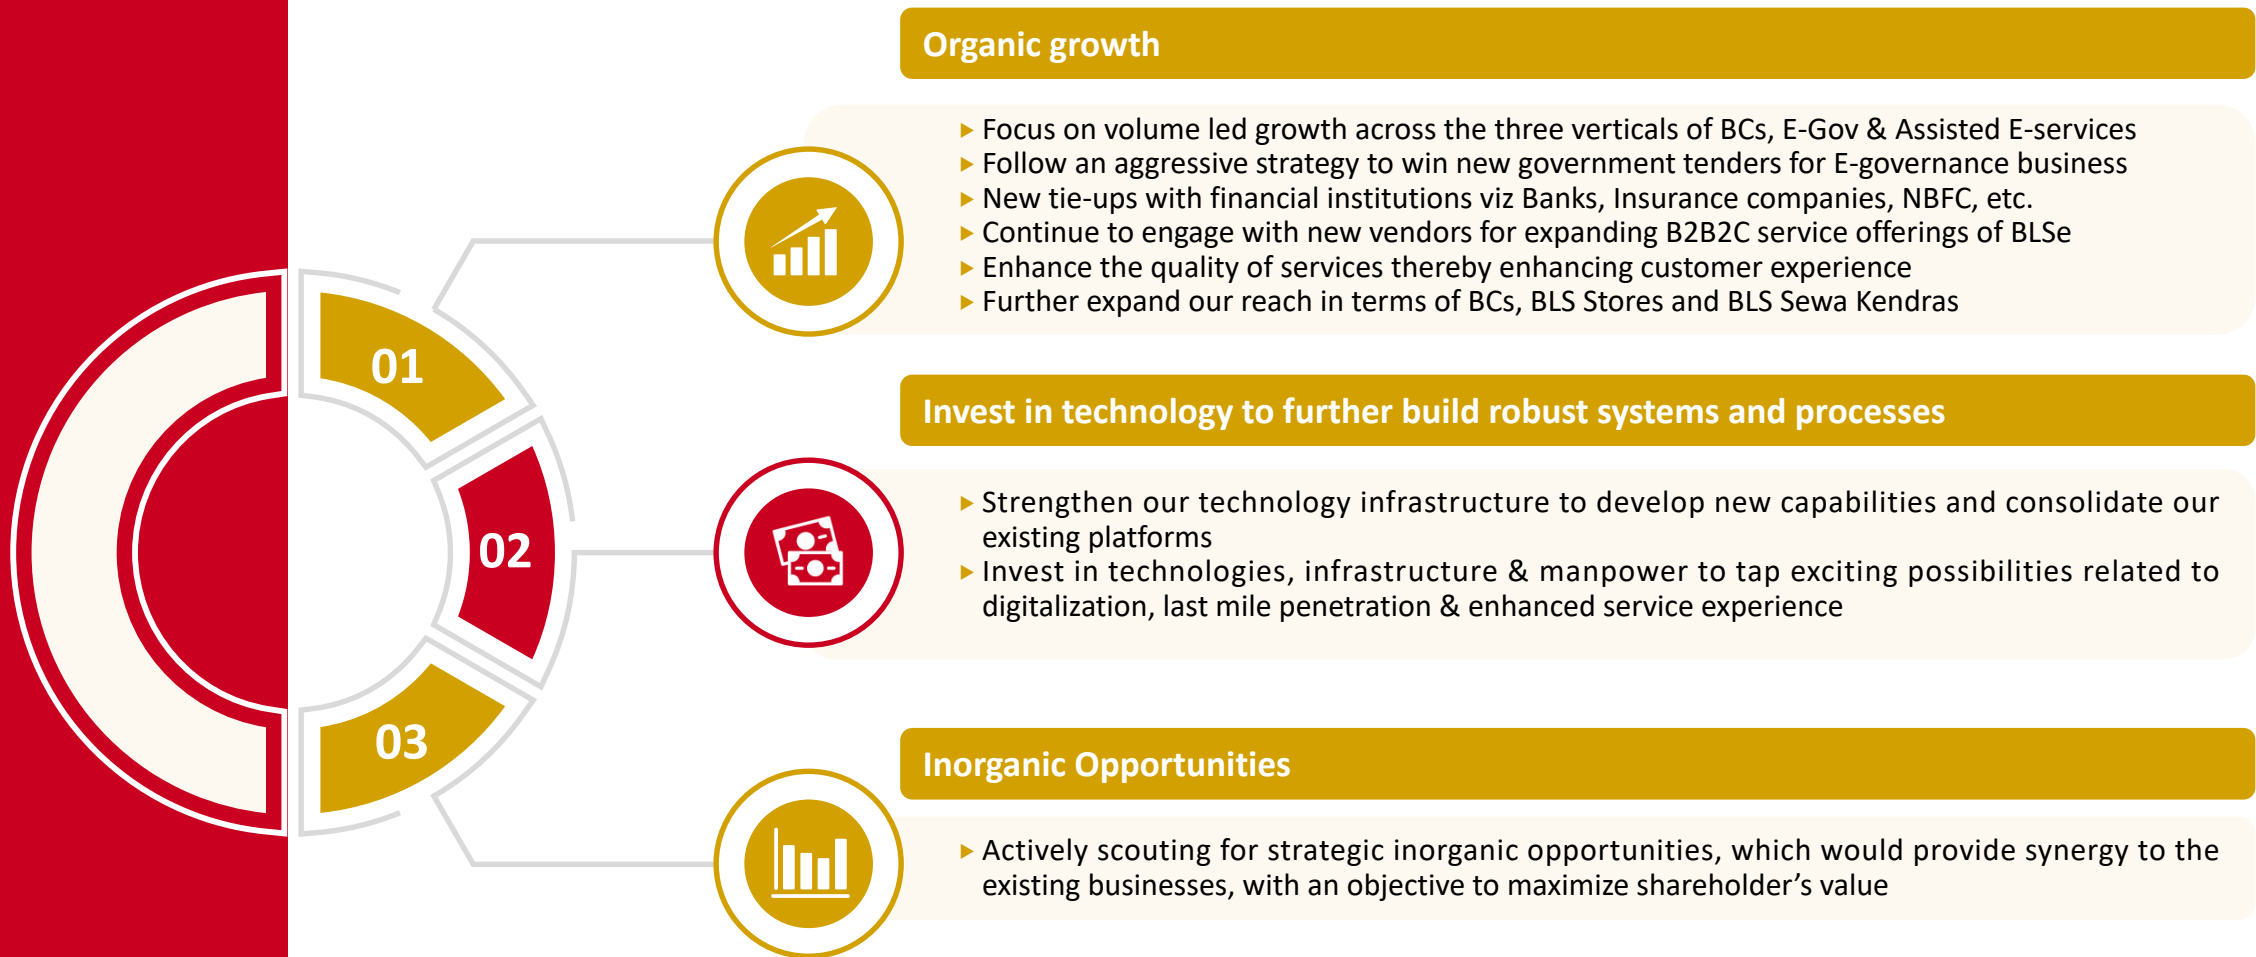 Organic growth
Focus on volume led growth across the three verticals of BCs, E-Gov & Assisted E-services
Follow an aggressive strategy to win new government tenders for E-governance business
New tie-ups with financial institutions viz Banks, Insurance companies, NBFC, etc.
Continue to engage with new vendors for expanding B2B2C service offerings of BLSe
Enhance the quality of services thereby enhancing customer experience
Further expand our reach in terms of BCs, BLS Stores and BLS Sewa Kendras
01
Invest in technology to further build robust systems and processes
Strengthen our technology infrastructure to develop new capabilities and consolidate our
existing platforms
Invest in technologies, infrastructure & manpower to tap exciting possibilities related to
digitalization, last mile penetration & enhanced service experience
02
03
Inorganic Opportunities
Actively scouting for strategic inorganic opportunities, which would provide synergy to the
existing businesses, with an objective to maximize shareholder’s value